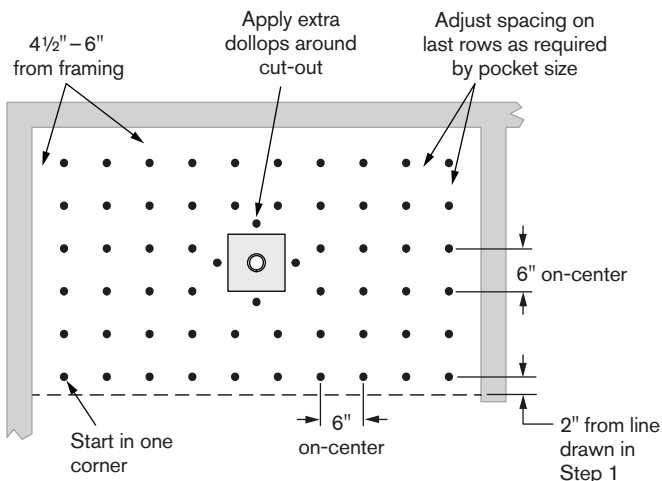 4½"–6"
from framing
Apply extra
dollops around
cut-out
Adjust spacing on
last rows as required
by pocket size
6" on-center
6"
on-center
Start in one
corner
2" from line
drawn in
Step 1